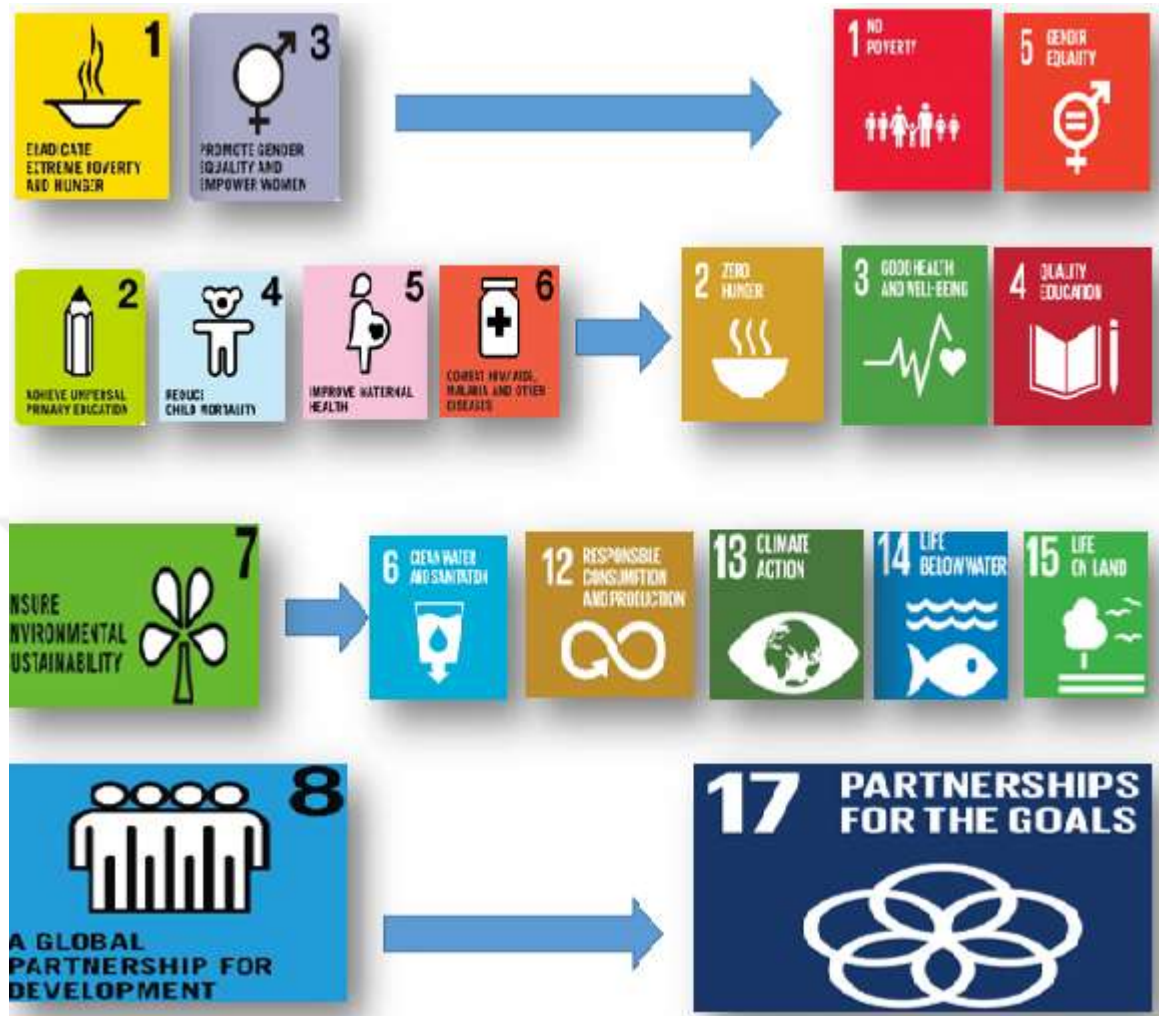 1
ERADICATE
EXTREME POVERTY
AND HUNGER
3
PROMOTE GENDER
EQUALITY AND
EMPOWER WOMEN
1 NO
POVERTY
5 GENDER
EQUALITY
2
ACHIEVE UNIVERSAL
PRIMARY EDUCATION
4
REDUCE
CHILD MORTALITY
5
IMPROVE MATERNAL
HEALTH
6
COMBAT HIV/AIDS,
MALARIA AND OTHER
DISEASES
2 ZERO
HUNGER
3 GOOD HEALTH
AND WELL-BEING
4 QUALITY
EDUCATION
7
NSURE
NVIRONMENTAL
USTAINABILITY
6 CLEAN WATER
AND SANITATION
12 RESPONSIBLE
CONSUMPTION
AND PRODUCTION
13 CLIMATE
ACTION
14 LIFE
BELOW WATER
15 LIFE
ON LAND
8
A GLOBAL
PARTNERSHIP FOR
DEVELOPMENT
17 PARTNERSHIPS
FOR THE GOALS